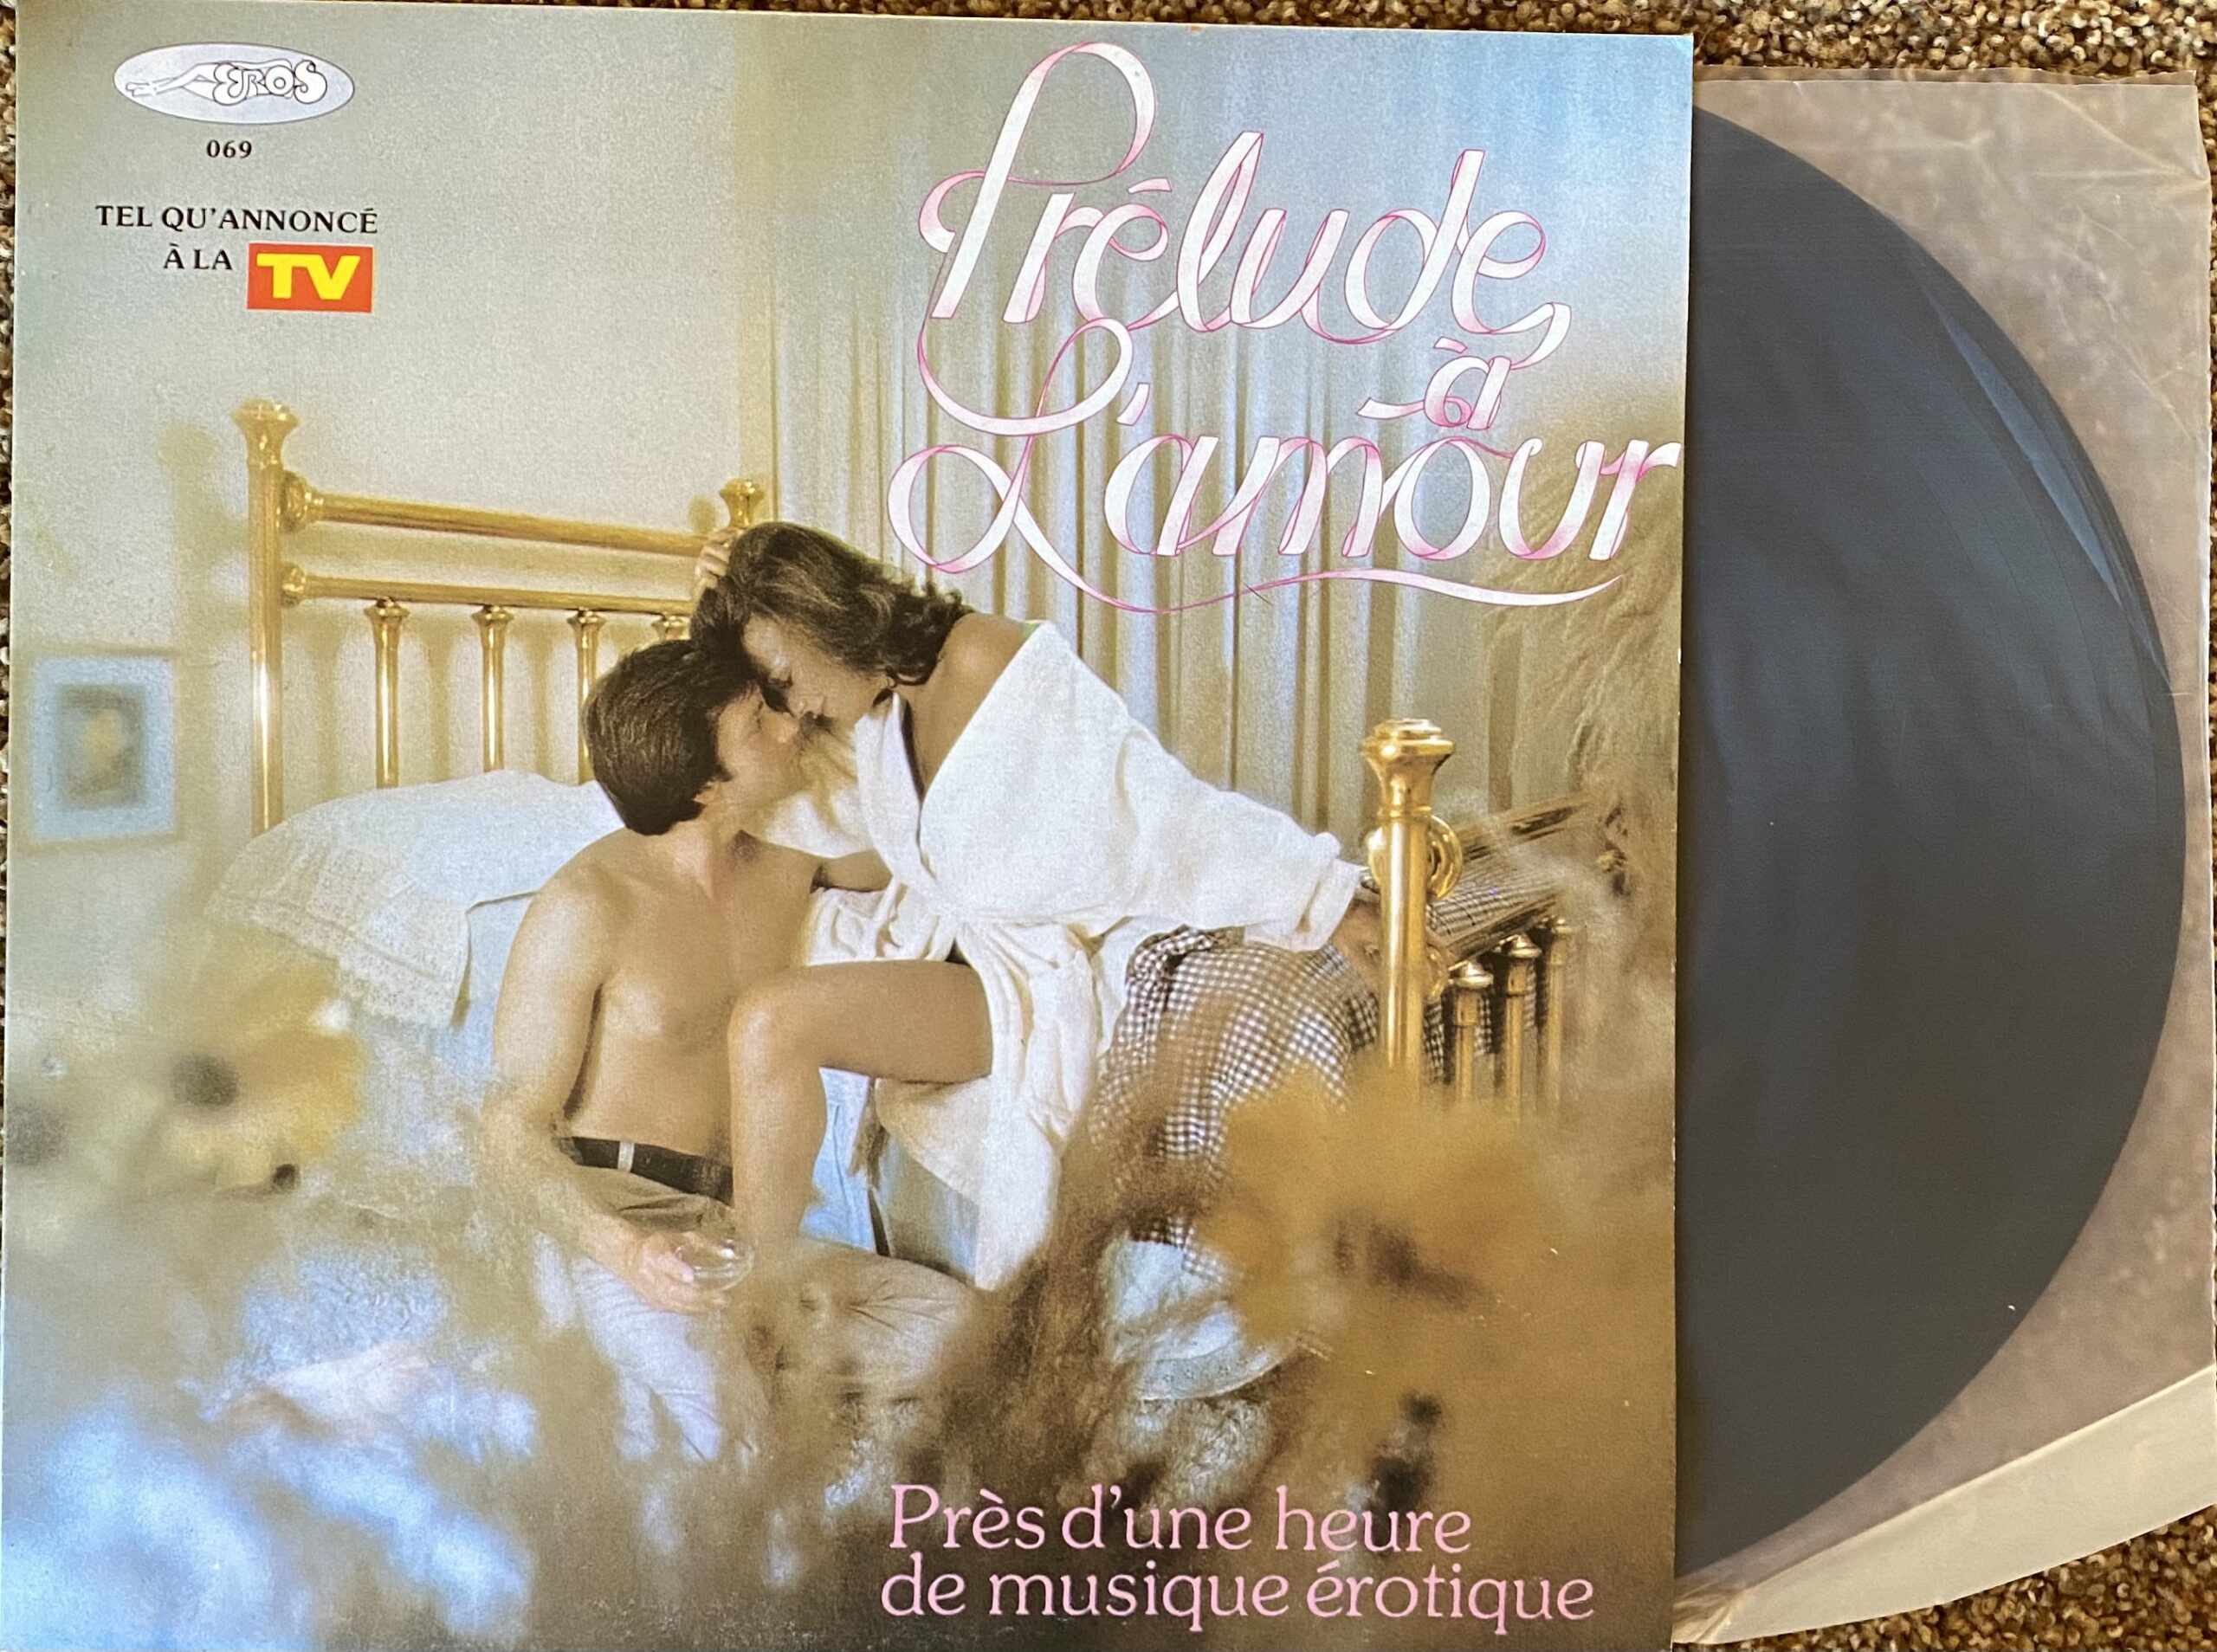 EROS
069
TEL QU'ANNONCÉ
À LA TV
Prélude
à
L'amour
Près d'une heure
de musique érotique